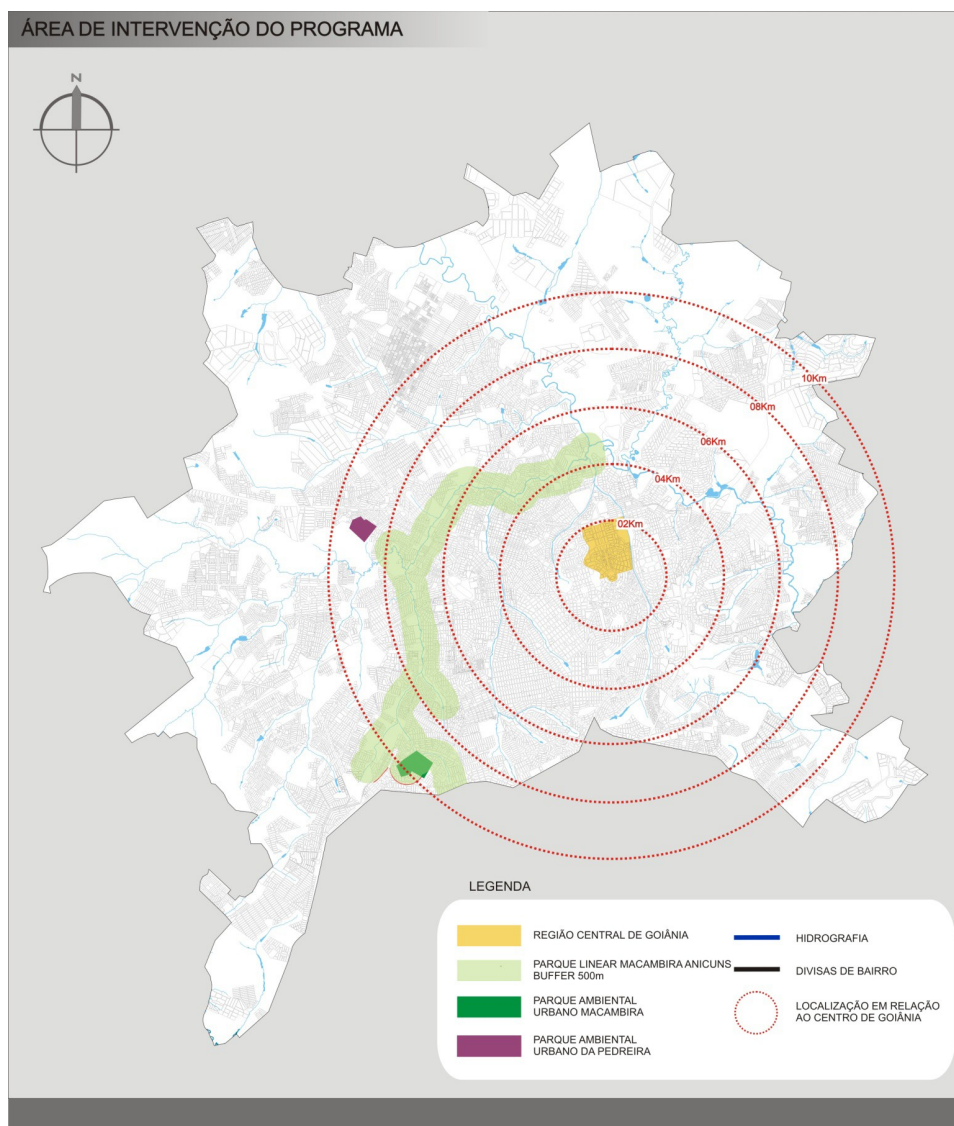 ÁREA DE INTERVENÇÃO DO PROGRAMA
N
10Km
08Km
06Km
04Km
02Km
LEGENDA
REGIÃO CENTRAL DE GOIÂNIA
PARQUE LINEAR MACAMBIRA ANICUNS
BUFFER 500m
PARQUE AMBIENTAL
URBANO MACAMBIRA
PARQUE AMBIENTAL
URBANO DA PEDREIRA
HIDROGRAFIA
DIVISAS DE BAIRRO
LOCALIZAÇÃO EM RELAÇÃO
AO CENTRO DE GOIÂNIA